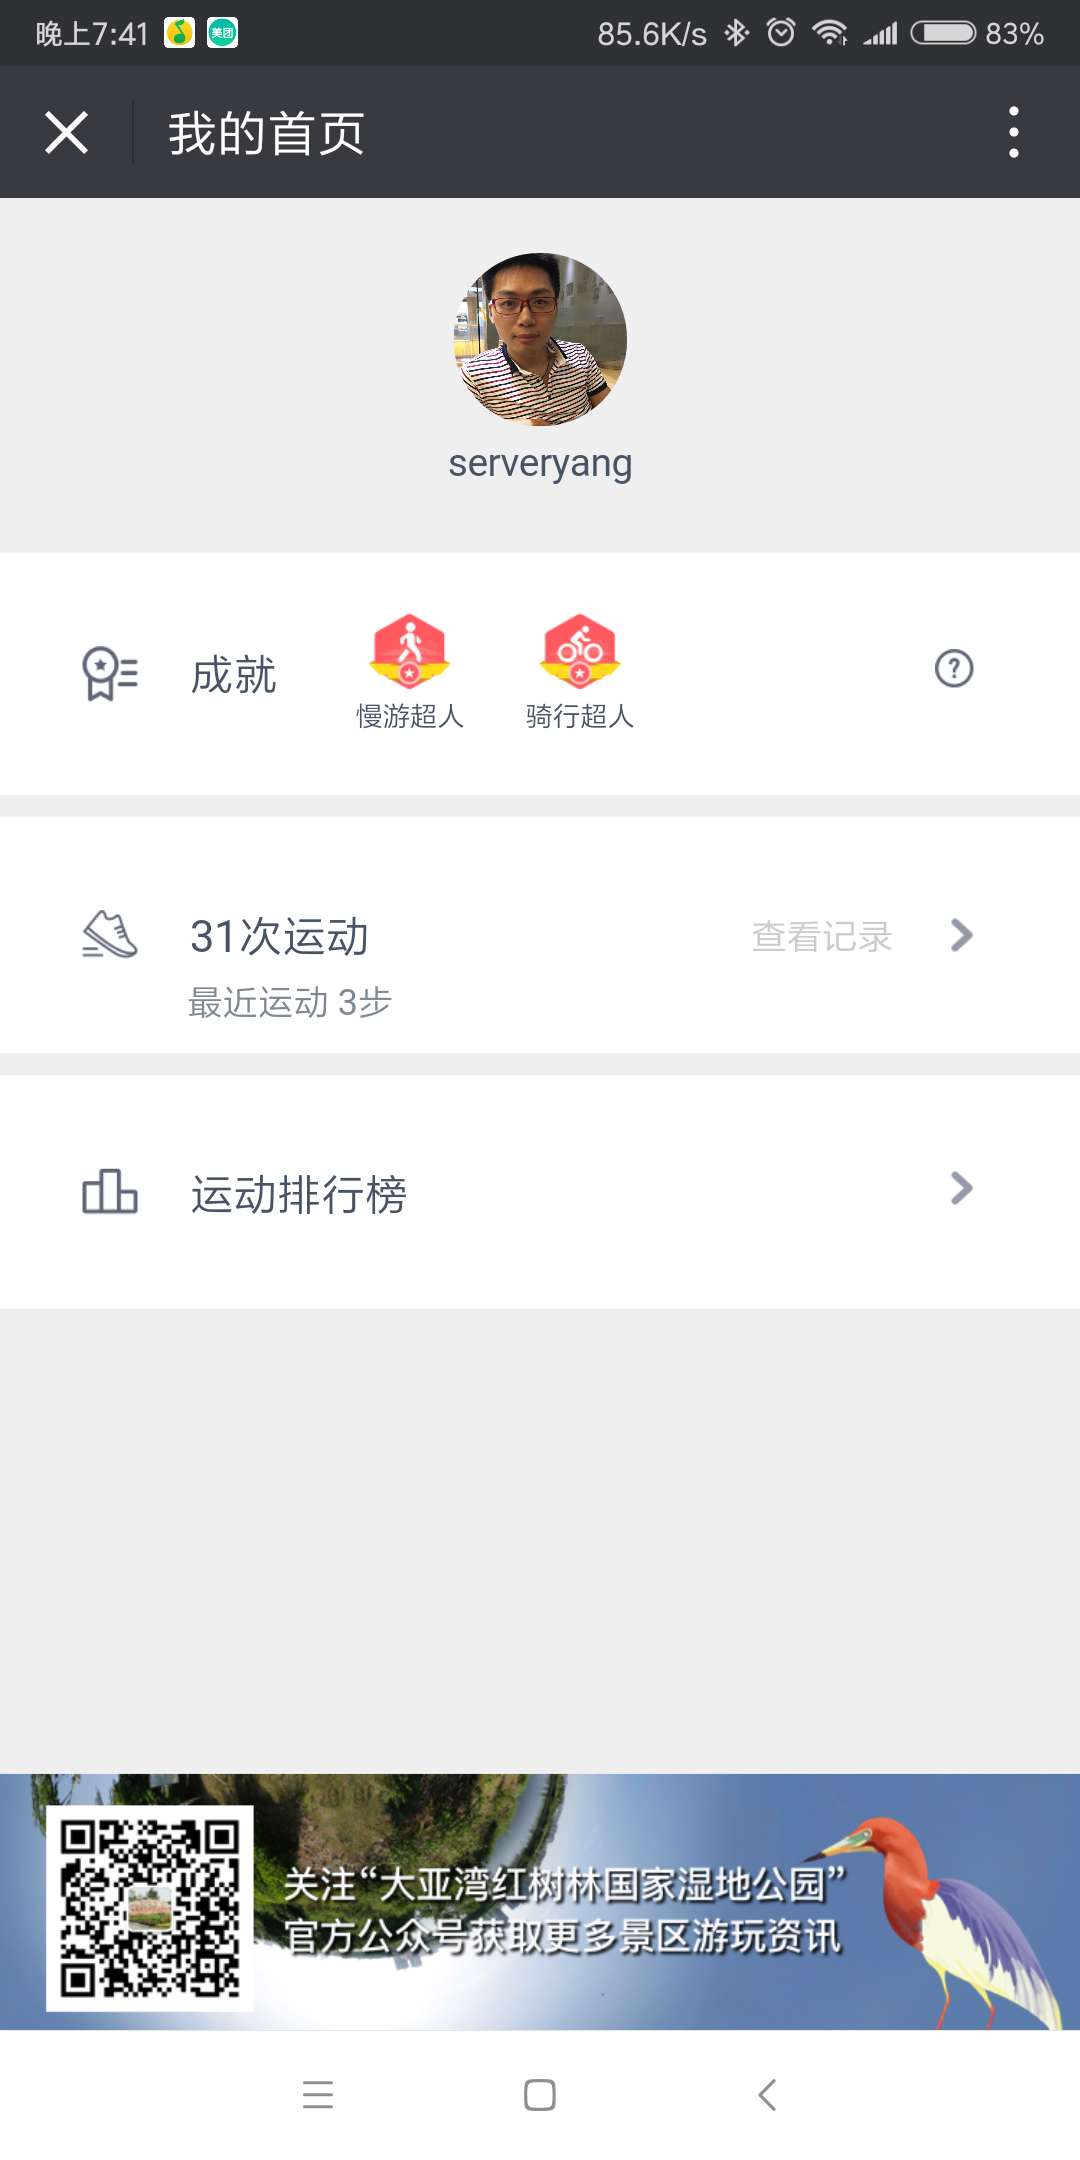 晚上7:41
美团
85.6K/s
83%
我的首页
serveryang
成就
慢游超人
骑行超人
31次运动
查看记录
最近运动 3步
运动排行榜
关注“大亚湾红树林国家湿地公园”
官方公众号获取更多景区游玩资讯